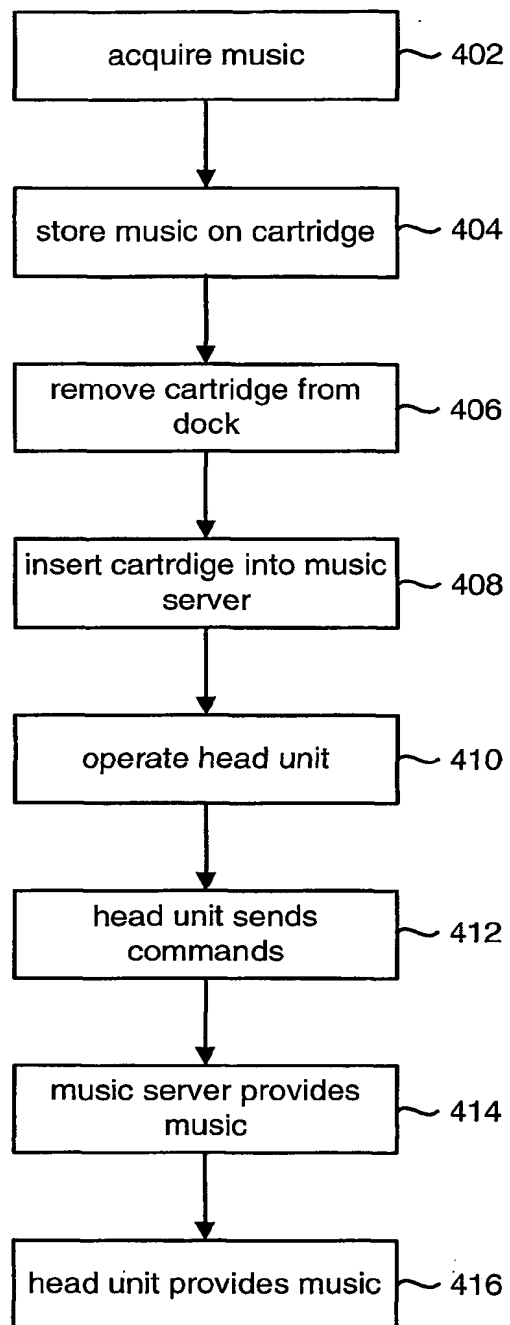 acquire music
402
store music on cartridge
404
remove cartridge from
dock
406
insert cartrdige into music
server
408
operate head unit
410
head unit sends
commands
412
music server provides
music
414
head unit provides music
416